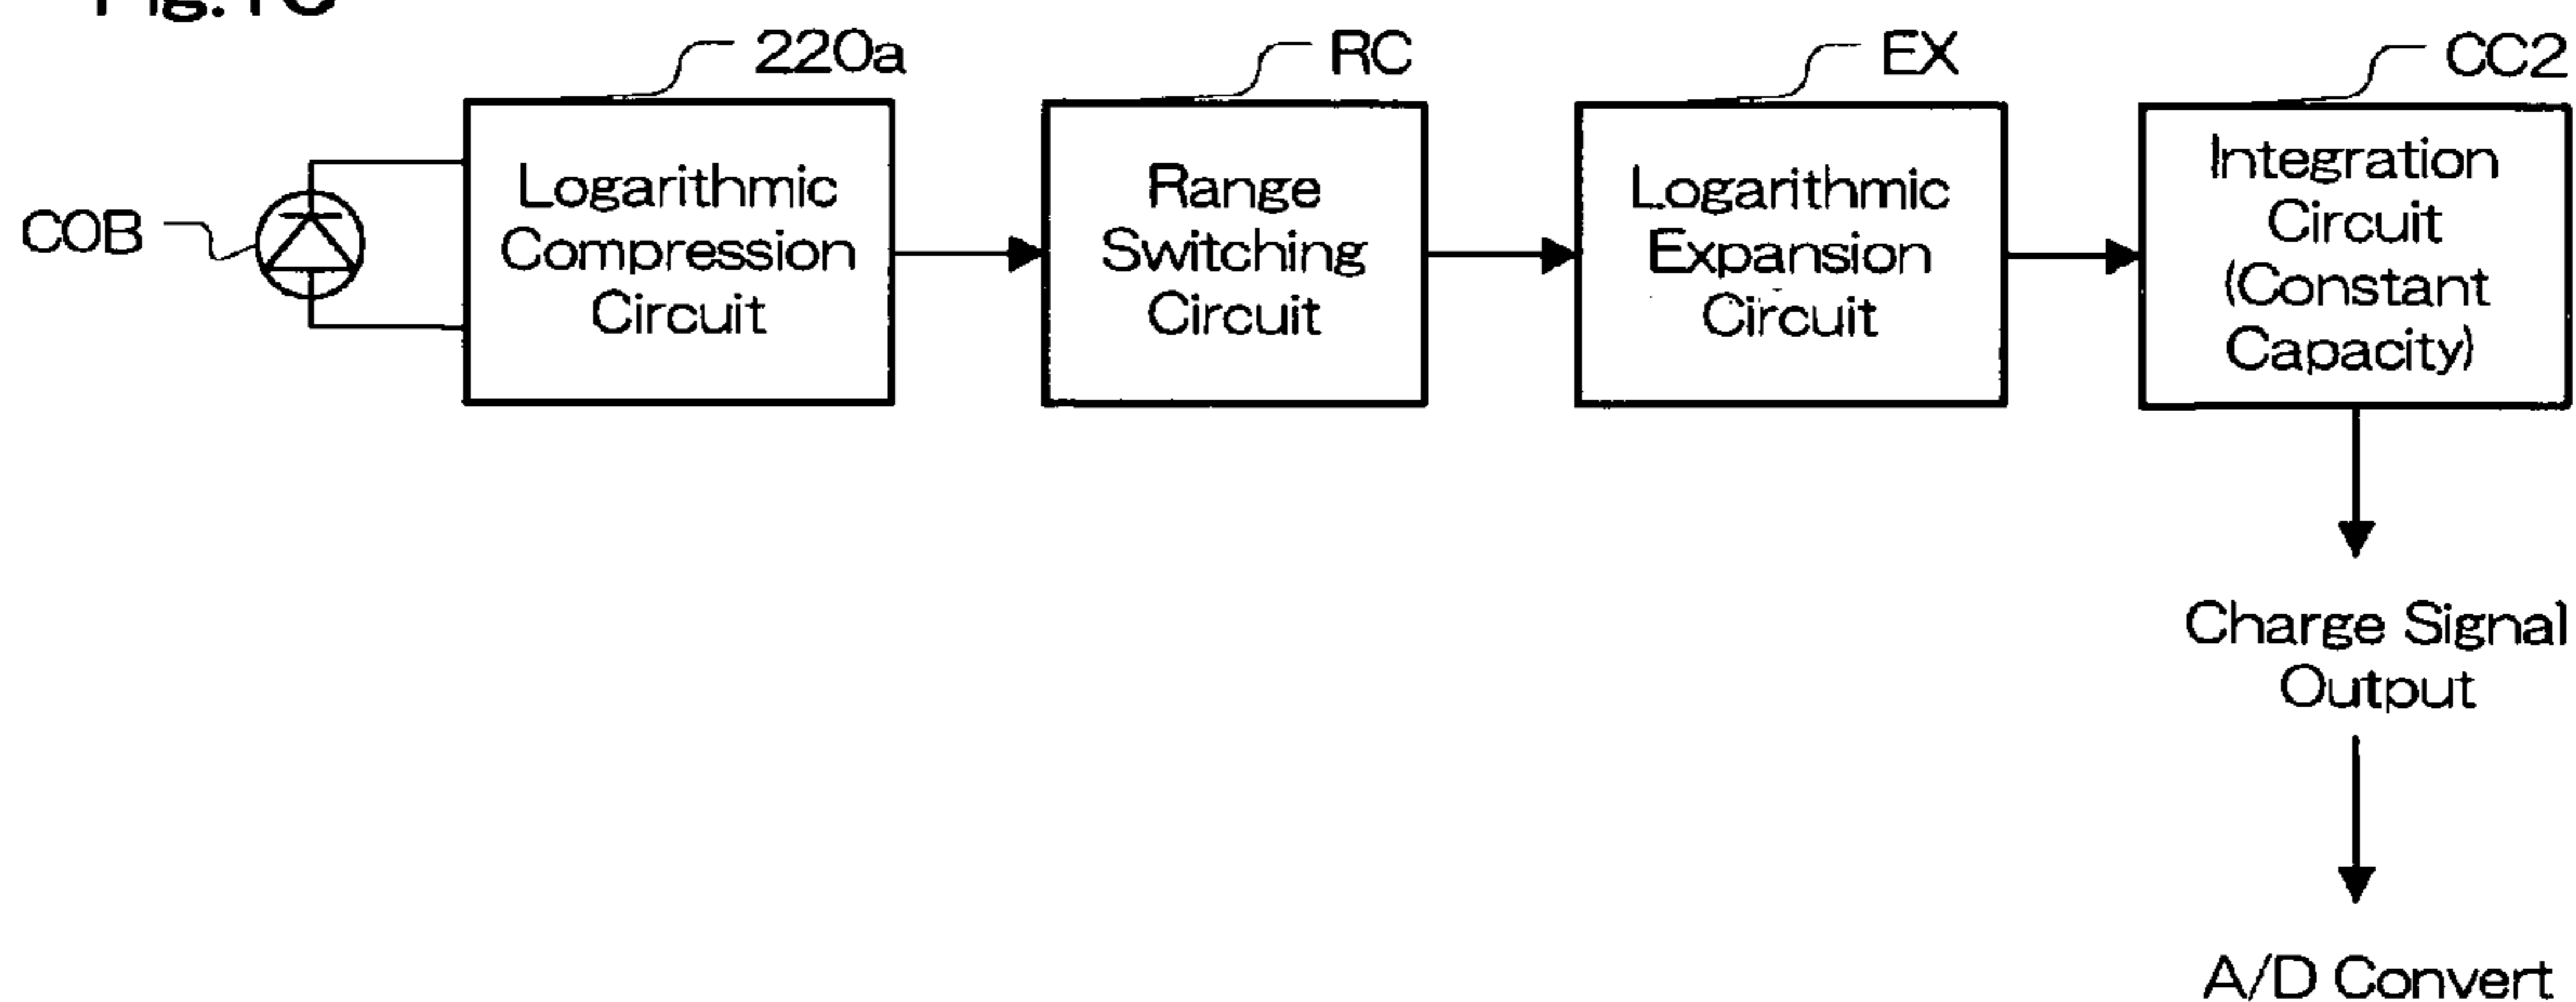 220a
RC
EX
CC2
COB
Logarithmic
Compression
Circuit
Range
Switching
Circuit
Logarithmic
Expansion
Circuit
Integration
Circuit
(Constant
Capacity)
Charge Signal
Output
A/D Convert